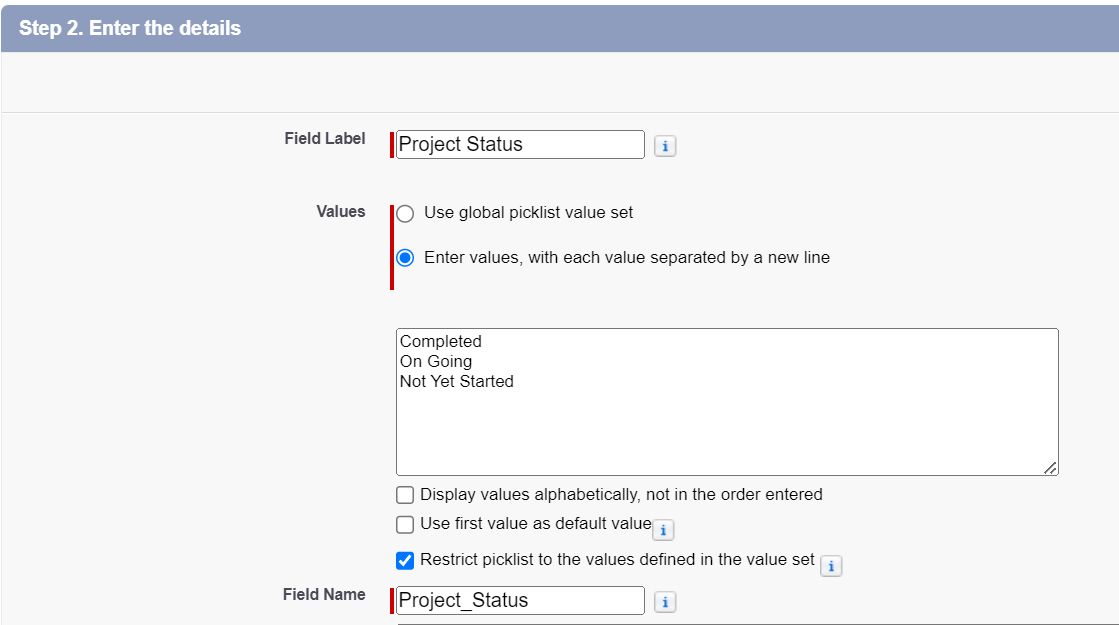 Step 2. Enter the details
Field Label Project Status i
Values Use global picklist value set
Enter values, with each value separated by a new line
Completed
On Going
Not Yet Started
Display values alphabetically, not in the order entered
Use first value as default value i
Restrict picklist to the values defined in the value set i
Field Name Project_Status i